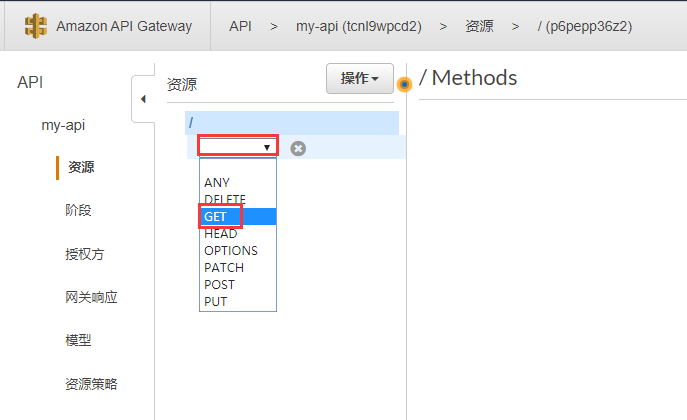 Amazon API Gateway API > my-api (tcnl9wpcd2) > 资源 > / (p6pepp36z2)
API
my-api
资源
阶段
授权方
网关响应
模型
资源策略
资源
操作
/
ANY
DELETE
GET
HEAD
OPTIONS
PATCH
POST
PUT
/ Methods